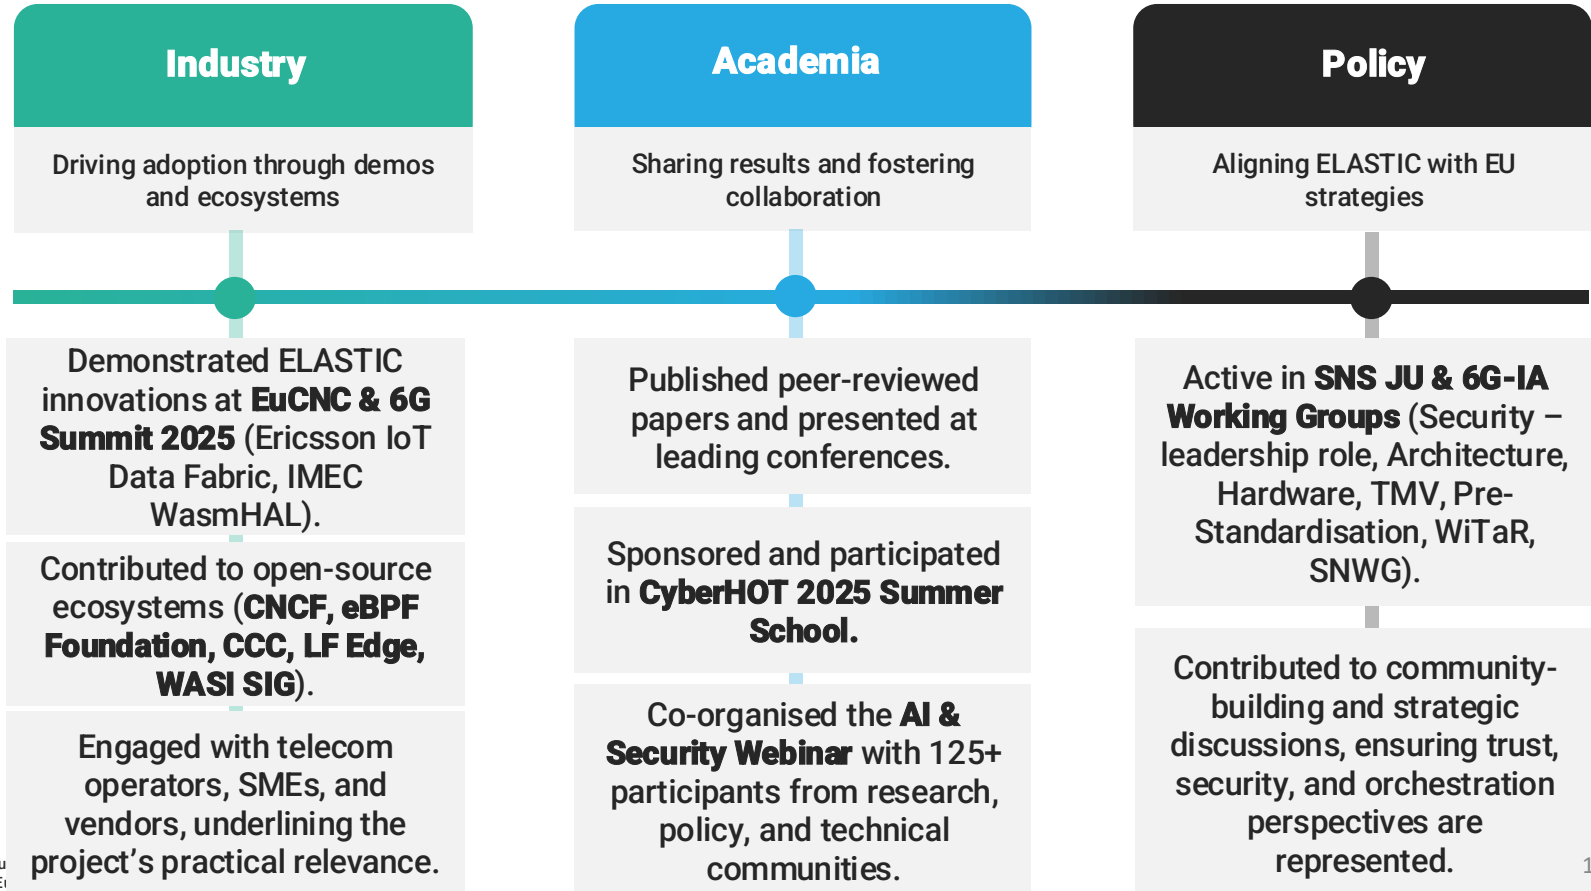 Industry
Driving adoption through demos
and ecosystems
Demonstrated ELASTIC
innovations at EuCNC & 6G
Summit 2025 (Ericsson IoT
Data Fabric, IMEC
WasmHAL).
Contributed to open-source
ecosystems (CNCF, eBPF
Foundation, CCC, LF Edge,
WASI SIG).
Engaged with telecom
operators, SMEs, and
vendors, underlining the
project’s practical relevance.
Academia
Sharing results and fostering
collaboration
Published peer-reviewed
papers and presented at
leading conferences.
Sponsored and participated
in CyberHOT 2025 Summer
School.
Co-organised the AI &
Security Webinar with 125+
participants from research,
policy, and technical
communities.
Policy
Aligning ELASTIC with EU
strategies
Active in SNS JU & 6G-IA
Working Groups (Security –
leadership role, Architecture,
Hardware, TMV, Pre-
Standardisation, WiTaR,
SNWG).
Contributed to community-
building and strategic
discussions, ensuring trust,
security, and orchestration
perspectives are
represented.